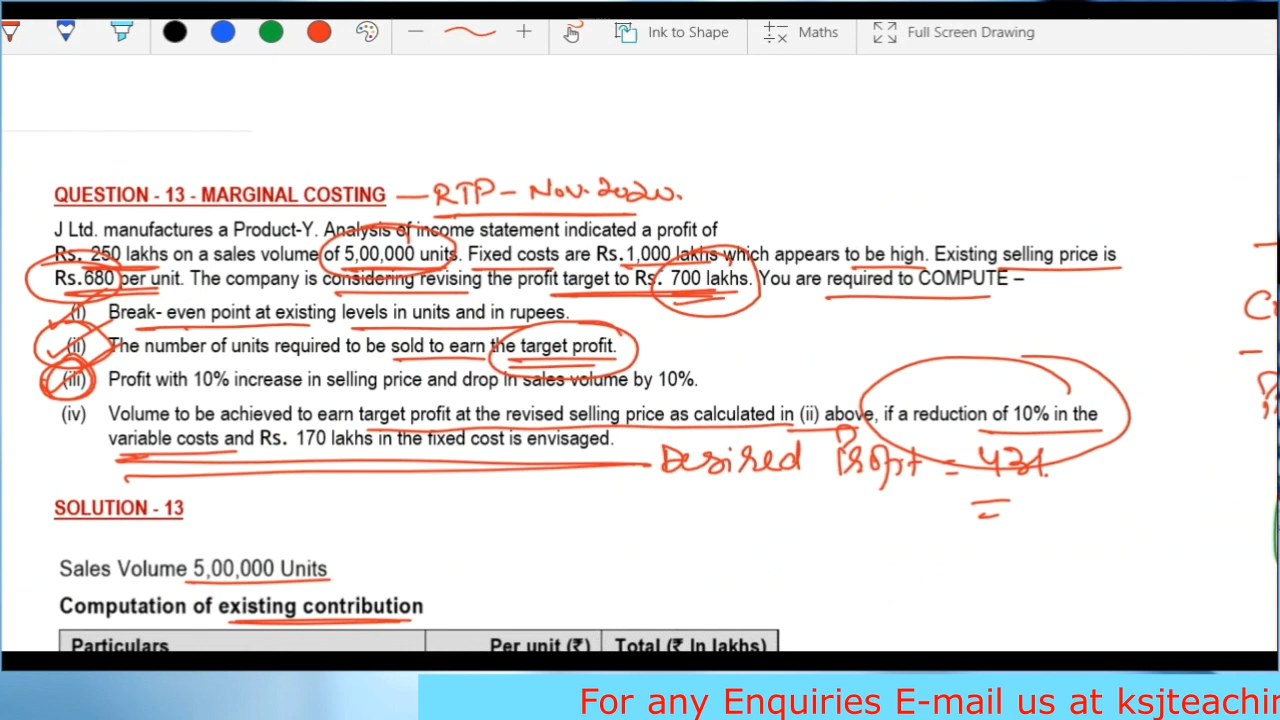 Ink to Shape Maths Full Screen Drawing
QUESTION - 13 - MARGINAL COSTING — RTP - Nov. 2020.
J Ltd. manufactures a Product-Y. Analysis of income statement indicated a profit of
Rs. 250 lakhs on a sales volume of 5,00,000 units. Fixed costs are Rs.1,000 lakhs which appears to be high. Existing selling price is
Rs.680 per unit. The company is considering revising the profit target to Rs. 700 lakhs. You are required to COMPUTE –
(i) Break- even point at existing levels in units and in rupees.
(ii) The number of units required to be sold to earn the target profit.
(iii) Profit with 10% increase in selling price and drop in sales volume by 10%.
(iv) Volume to be achieved to earn target profit at the revised selling price as calculated in (ii) above, if a reduction of 10% in the
variable costs and Rs. 170 lakhs in the fixed cost is envisaged.
Desired Profit = 431.
SOLUTION - 13
Sales Volume 5,00,000 Units
Computation of existing contribution
Particulars Per unit (₹) Total (₹ In lakhs)
For any Enquiries E-mail us at ksjteachin